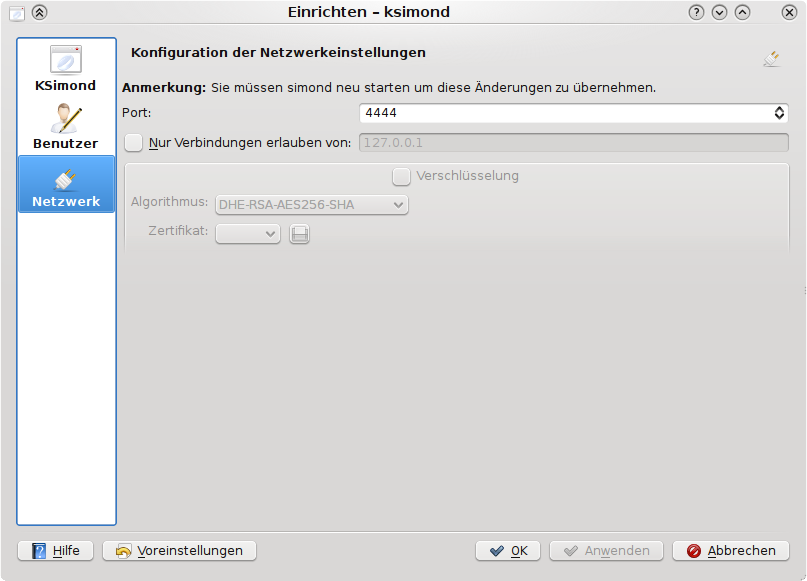 Einrichten – ksimond
KSimond
Benutzer
Netzwerk
Konfiguration der Netzwerkeinstellungen
Anmerkung: Sie müssen simond neu starten um diese Änderungen zu übernehmen.
Port: 4444
Nur Verbindungen erlauben von: 127.0.0.1
Verschlüsselung
Algorithmus: DHE-RSA-AES256-SHA
Zertifikat:
Hilfe Voreinstellungen OK Anwenden Abbrechen